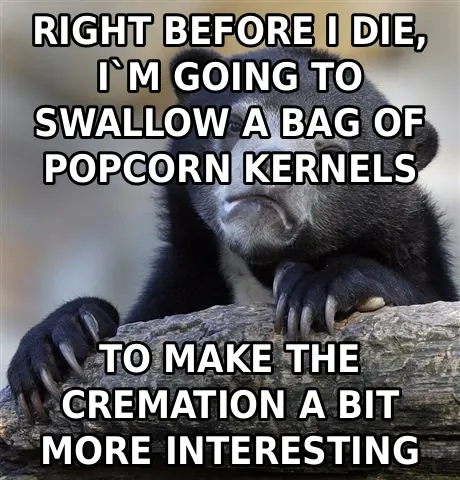 RIGHT BEFORE I DIE,
I`M GOING TO
SWALLOW A BAG OF
POPCORN KERNELS
TO MAKE THE
CREMATION A BIT
MORE INTERESTING